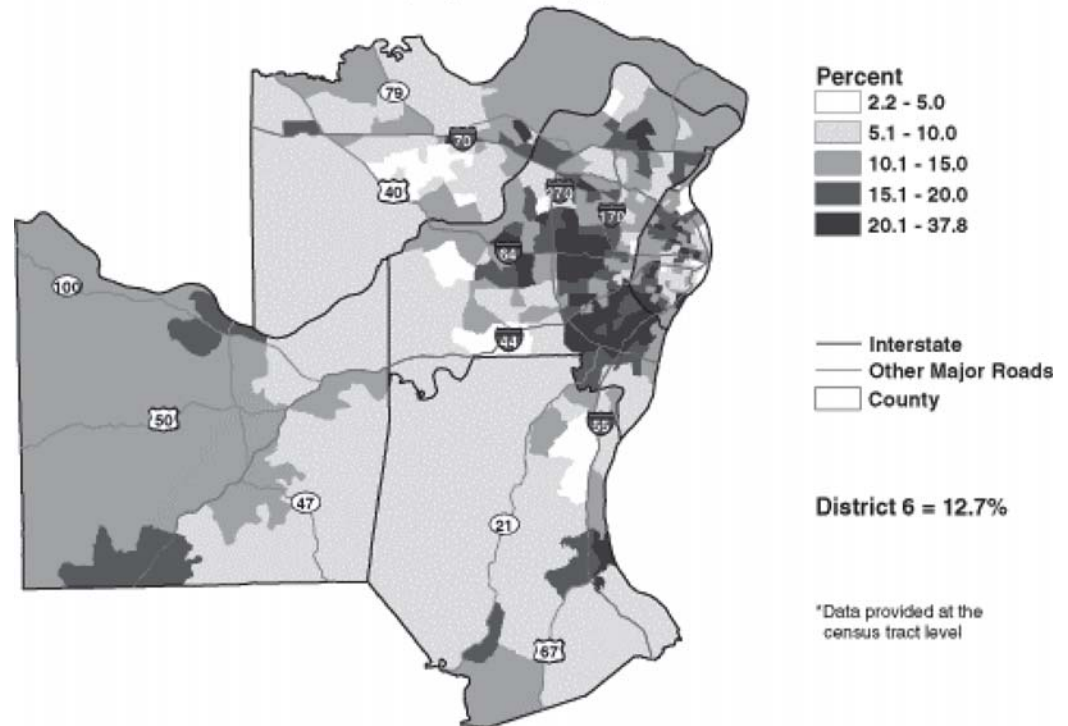 Percent
2.2 - 5.0
5.1 - 10.0
10.1 - 15.0
15.1 - 20.0
20.1 - 37.8
Interstate
Other Major Roads
County
District 6 = 12.7%
*Data provided at the
census tract level
79
70
40
270
170
64
100
44
50
55
47
21
67